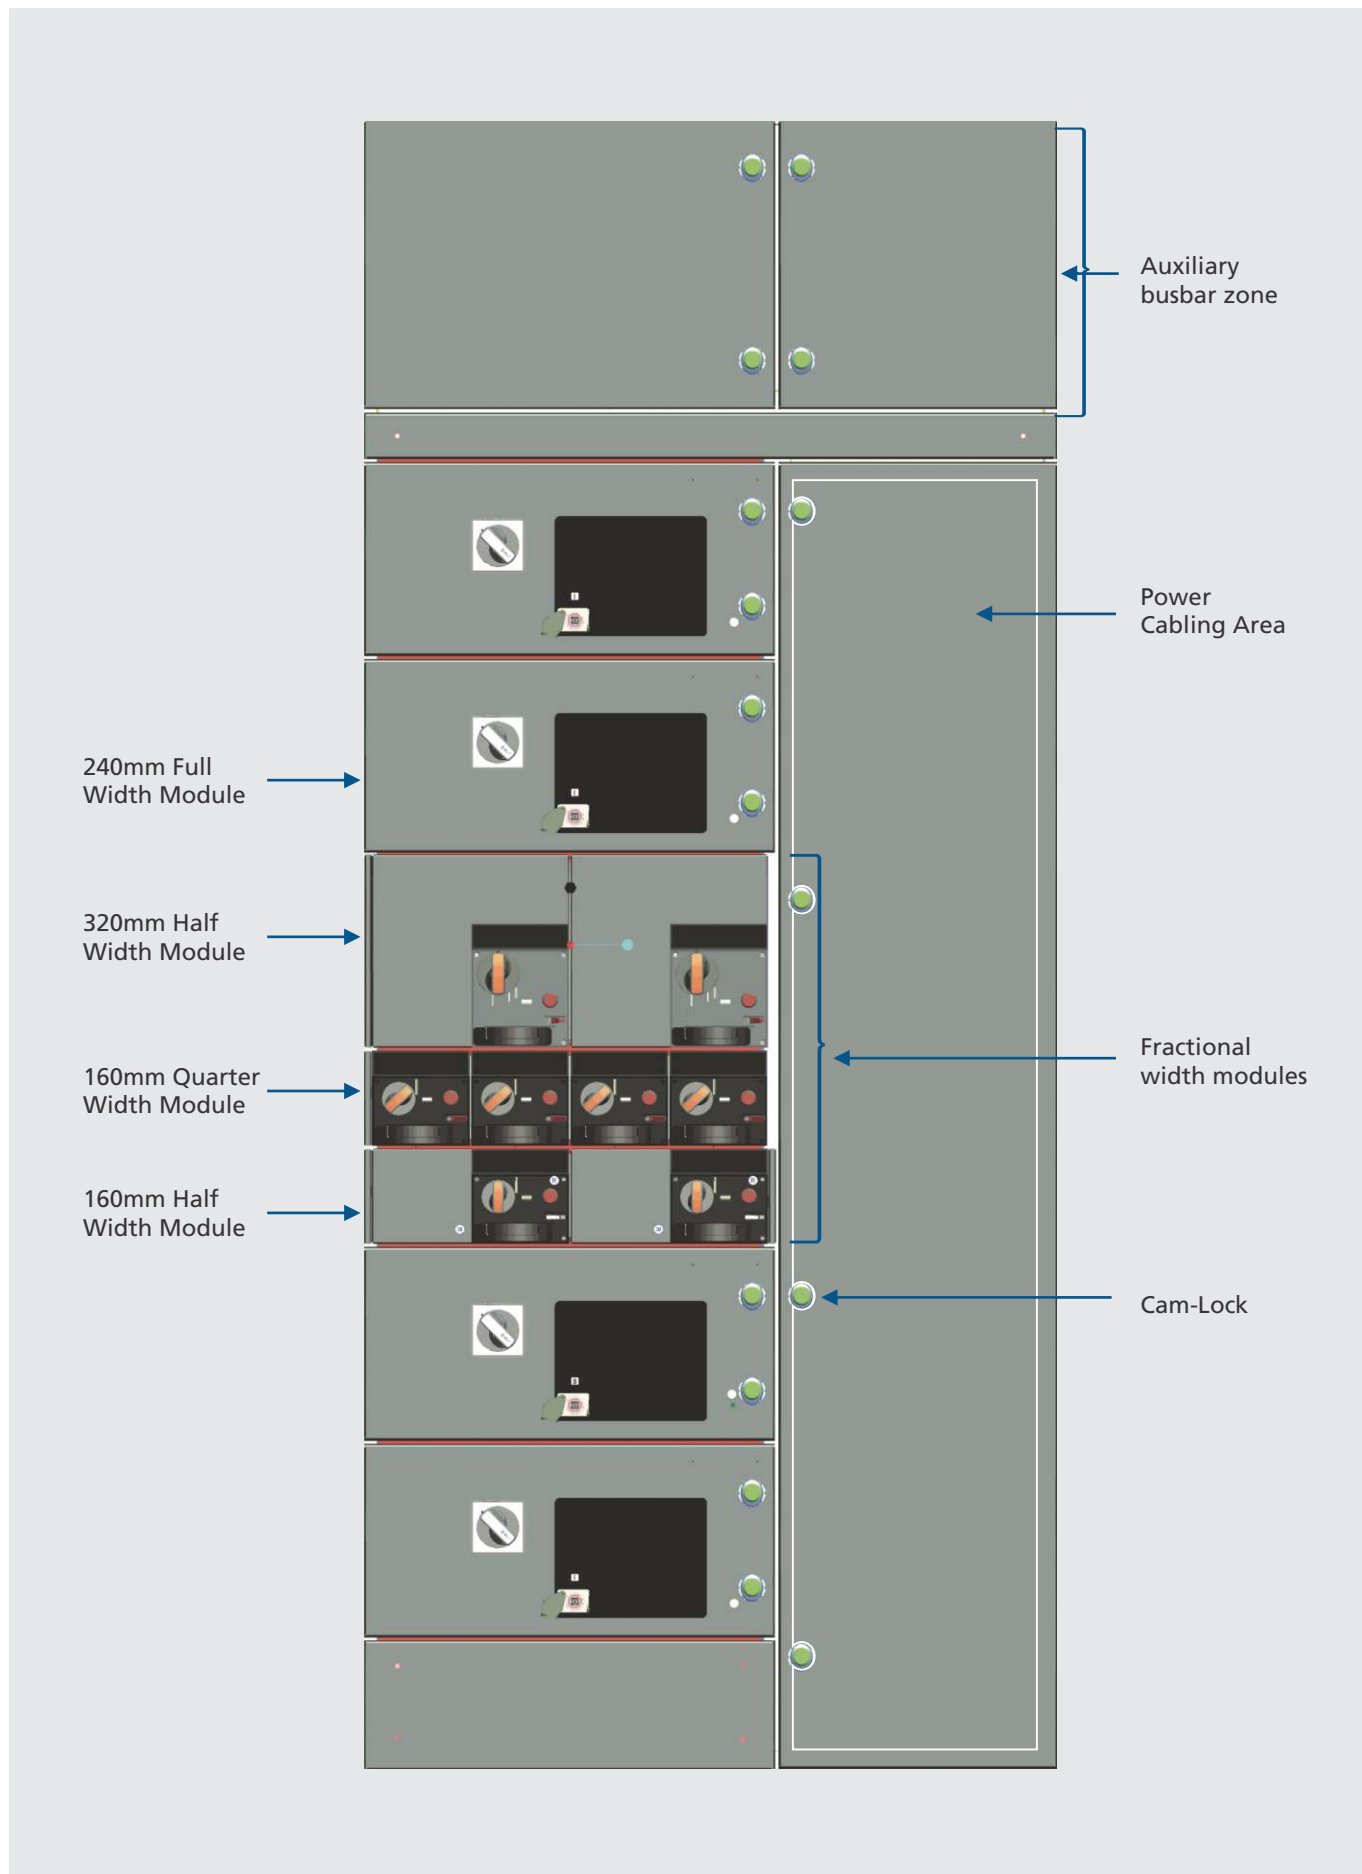 Auxiliary
busbar zone
Power
Cabling Area
240mm Full
Width Module
320mm Half
Width Module
Fractional
width modules
160mm Quarter
Width Module
160mm Half
Width Module
Cam-Lock